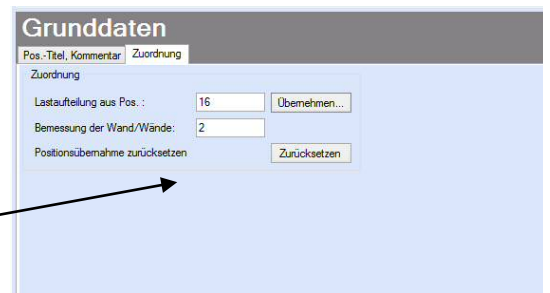 Grunddaten
Pos.-Titel, Kommentar Zuordnung
Zuordnung
Lastaufteilung aus Pos. : 16 Übernehmen...
Bemessung der Wand/Wände: 2
Positionsübernahme zurücksetzen Zurücksetzen